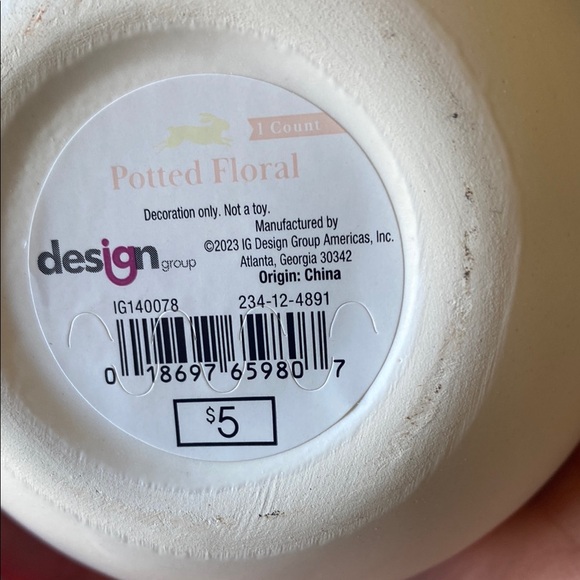 1 Count
Potted Floral
Decoration only. Not a toy.
Manufactured by
©2023 IG Design Group Americas, Inc.
Atlanta, Georgia 30342
Origin: China
design group
IG140078 234-12-4891
0 18697 65980 7
$5